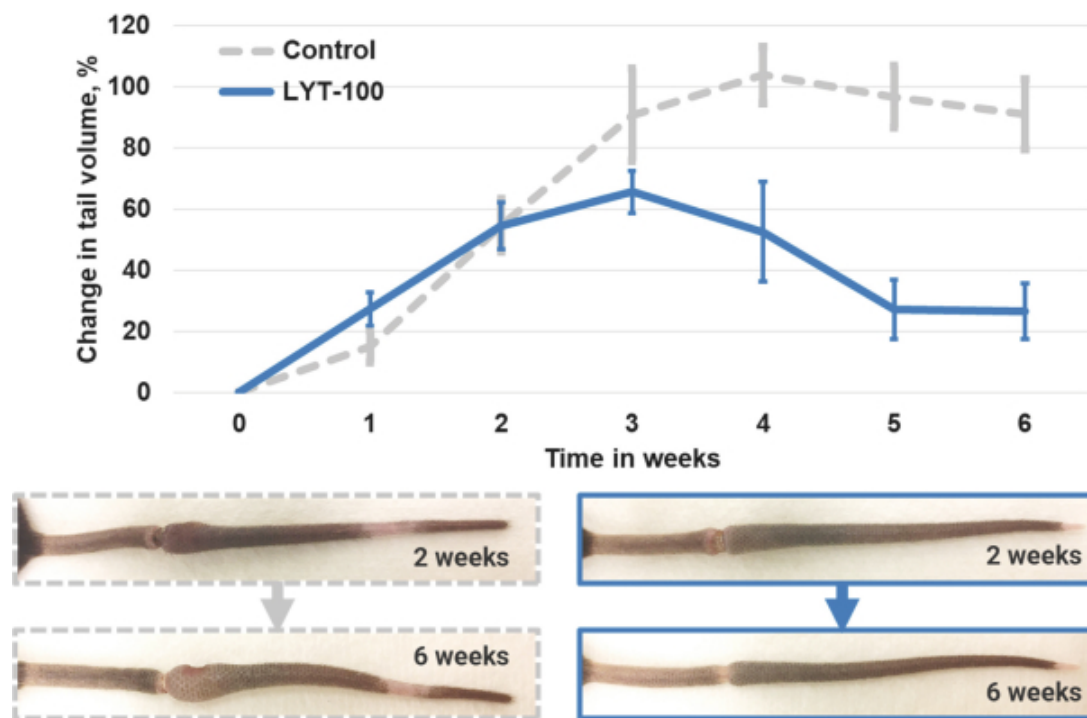 120
100
80
60
40
20
0
Change in tail volume, %
Control
LYT-100
0 1 2 3 4 5 6
Time in weeks
2 weeks
6 weeks
2 weeks
6 weeks